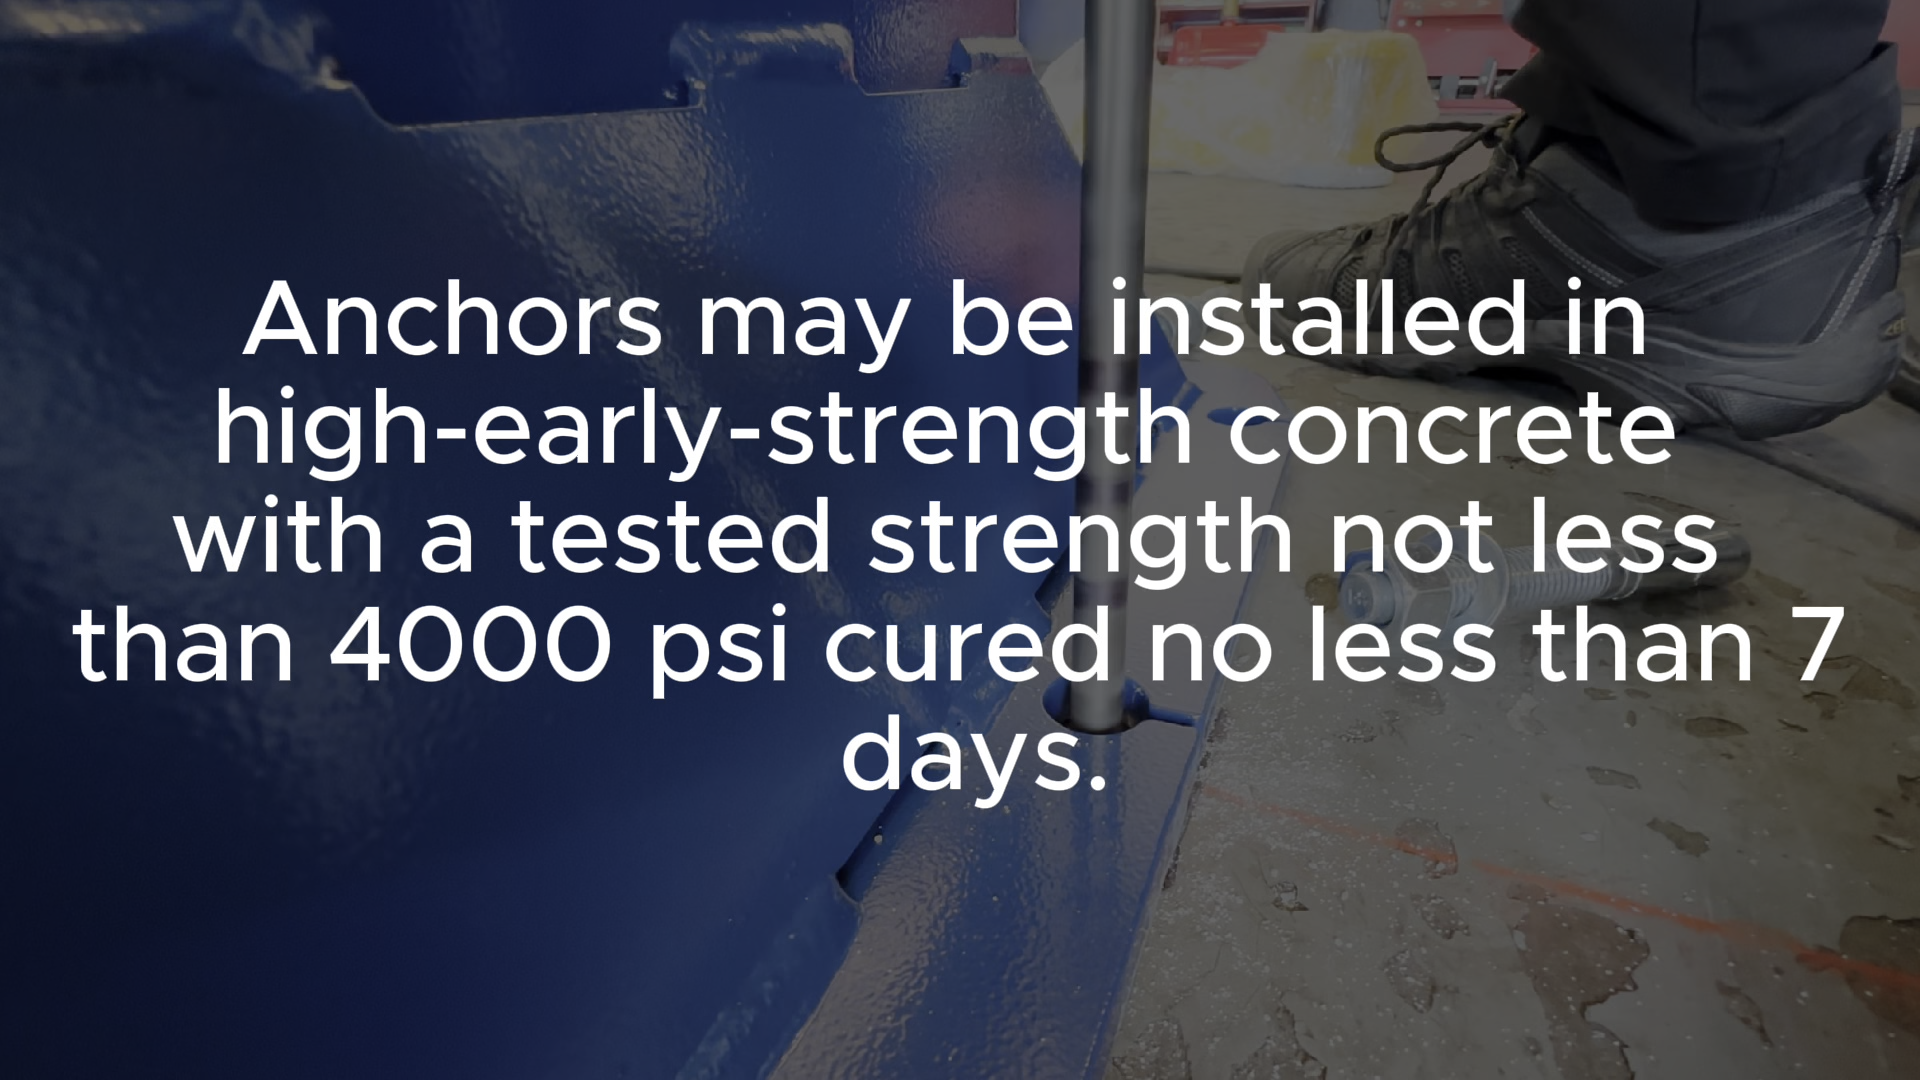 Anchors may be installed in
high-early-strength concrete
with a tested strength not less
than 4000 psi cured no less than 7
days.